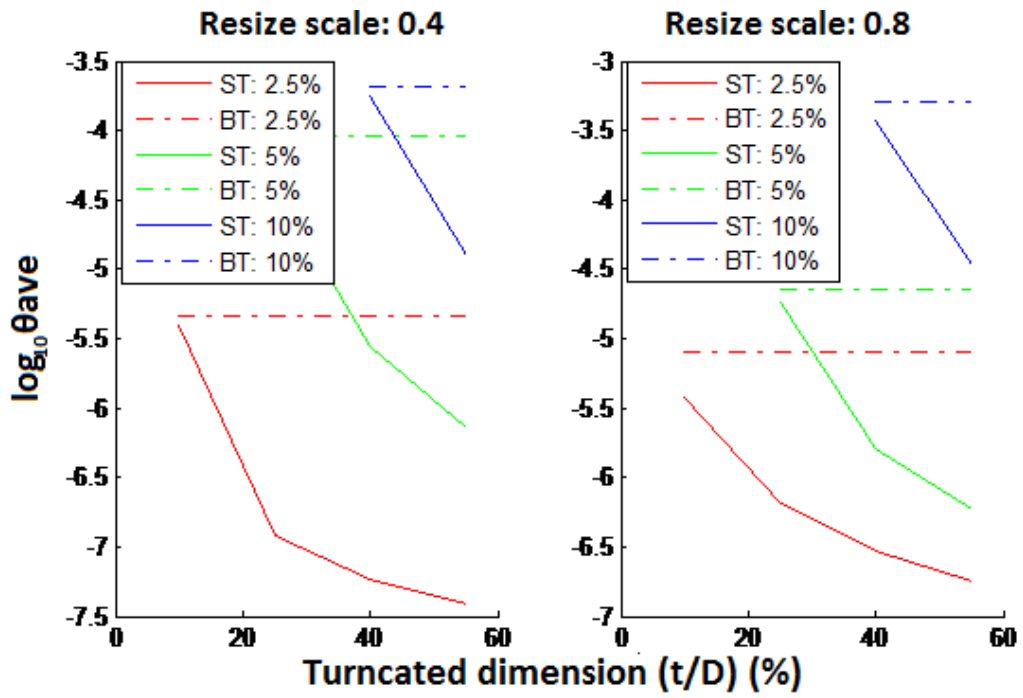 Resize scale: 0.4
-3.5
-4
-4.5
-5
-5.5
-6
-6.5
-7
-7.5
0
20
40
60
ST: 2.5%
BT: 2.5%
ST: 5%
BT: 5%
ST: 10%
BT: 10%
log₁₀θave
Resize scale: 0.8
-3
-3.5
-4
-4.5
-5
-5.5
-6
-6.5
-7
0
20
40
60
ST: 2.5%
BT: 2.5%
ST: 5%
BT: 5%
ST: 10%
BT: 10%
Turncated dimension (t/D) (%)